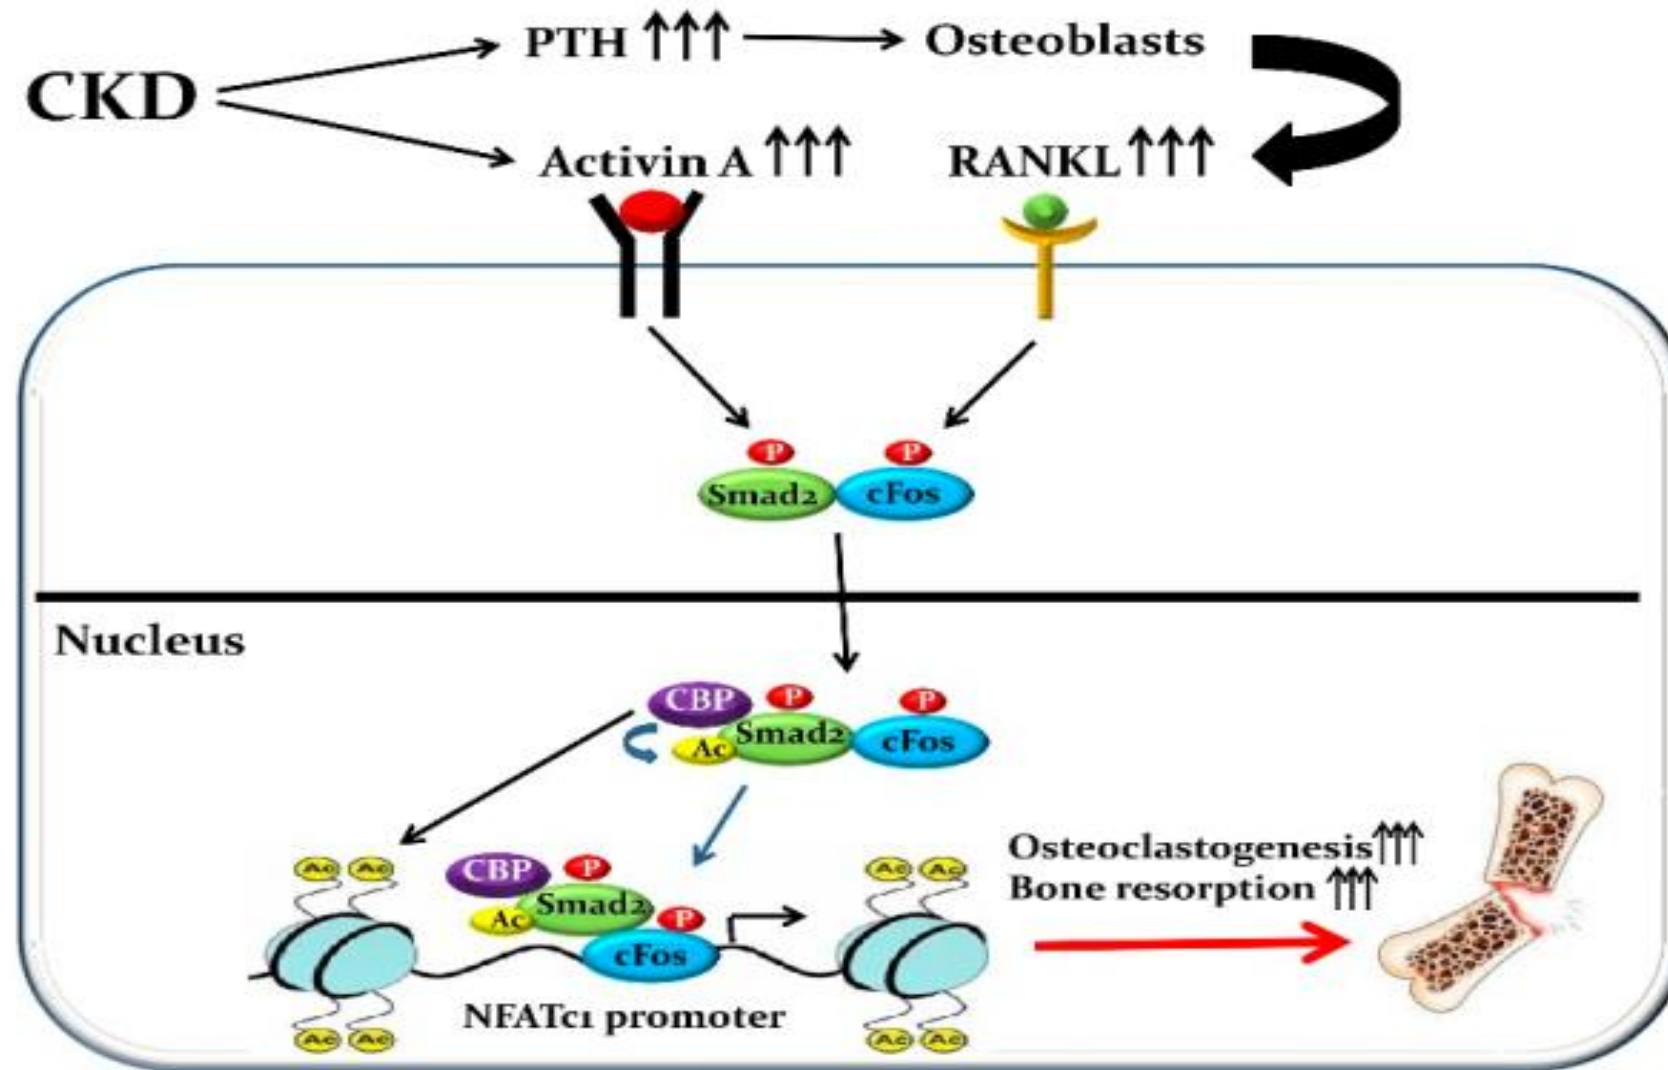 PTH ↑↑↑ Osteoblasts
CKD
Activin A ↑↑↑ RANKL ↑↑↑
P P
Smad2 cFos
Nucleus
CBP P P
Ac Smad2 cFos
Osteoclastogenesis ↑↑↑
Bone resorption ↑↑↑
Ac Ac CBP P Ac Ac
Ac Smad2 P
cFos
NFATc1 promoter
Ac Ac Ac Ac